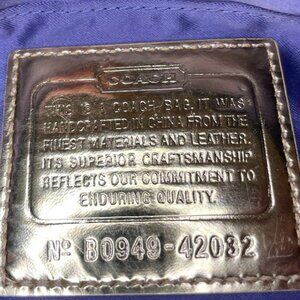 COACH
THIS IS A COACH BAG. IT WAS
HANDCRAFTED IN CHINA FROM THE
FINEST MATERIALS AND LEATHER.
ITS SUPERIOR CRAFTSMANSHIP
REFLECTS OUR COMMITMENT TO
ENDURING QUALITY.
Nº B0949-42032